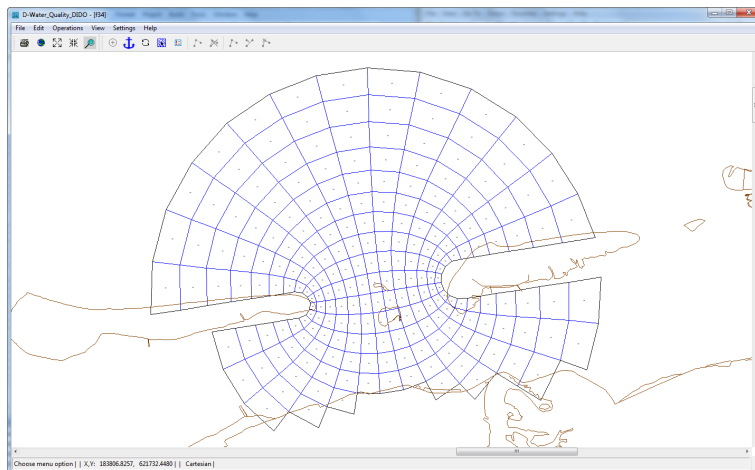 D-Water_Quality_DIDO - [f34]
File Edit Operations View Settings Help
Choose menu option | | X,Y: 183806.8257, 621732.4480 | | Cartesian |